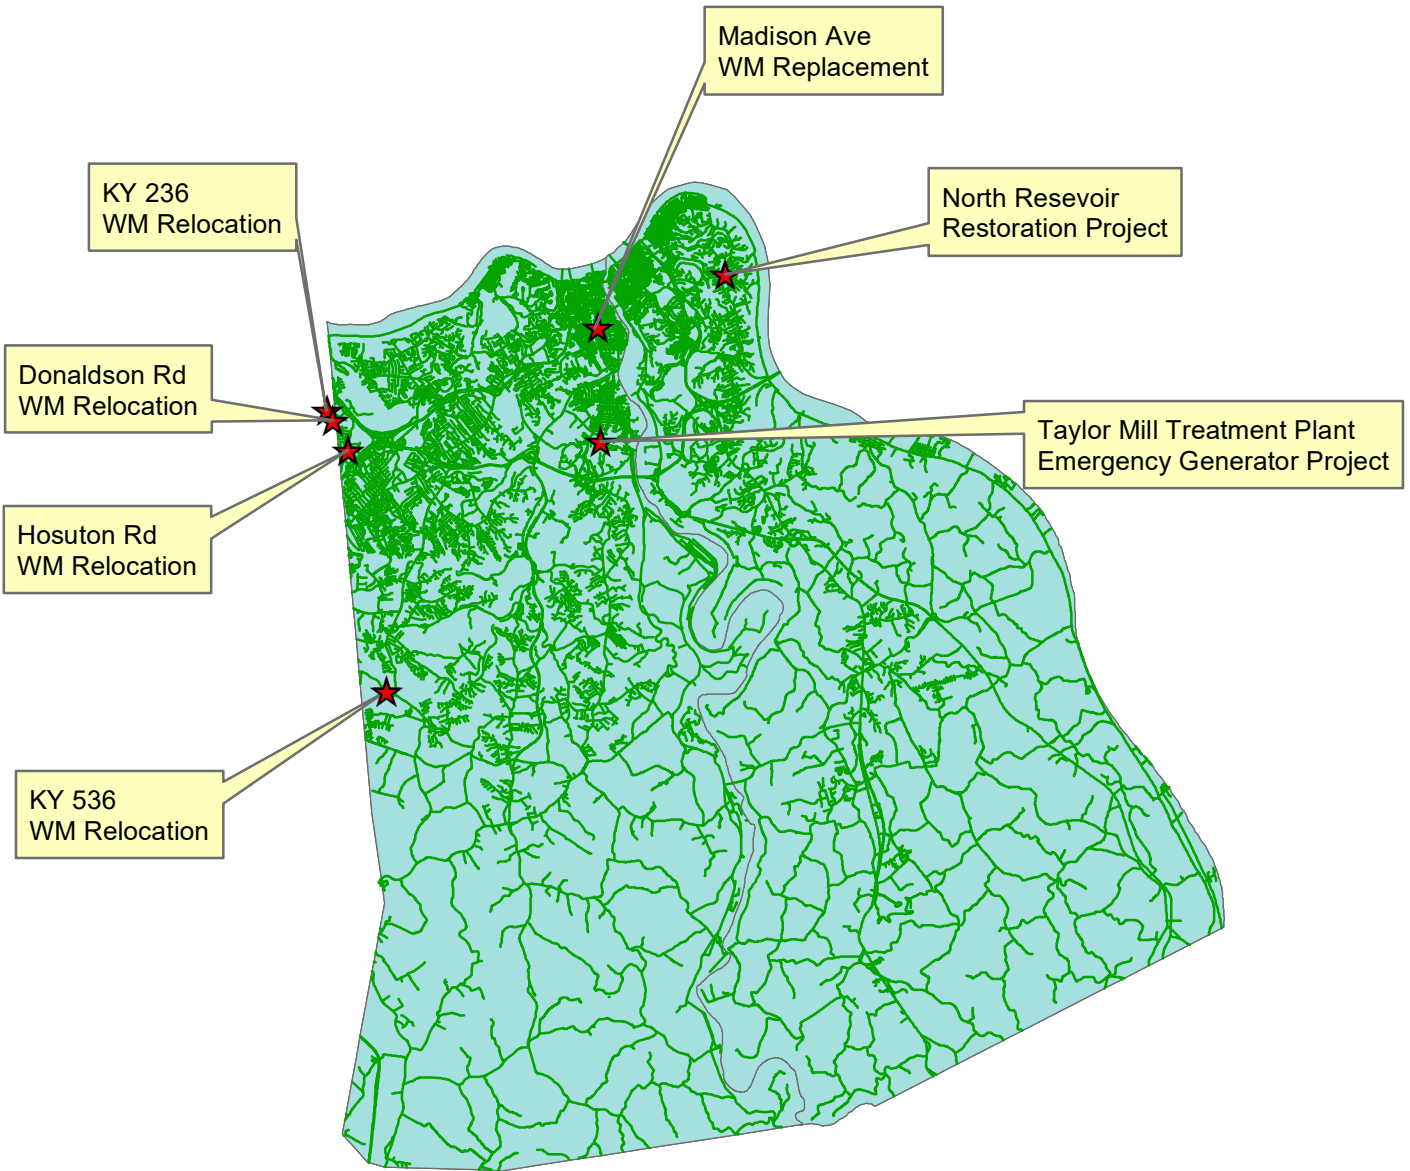 Madison Ave
WM Replacement
KY 236
WM Relocation
North Resevoir
Restoration Project
Donaldson Rd
WM Relocation
Taylor Mill Treatment Plant
Emergency Generator Project
Hosuton Rd
WM Relocation
KY 536
WM Relocation